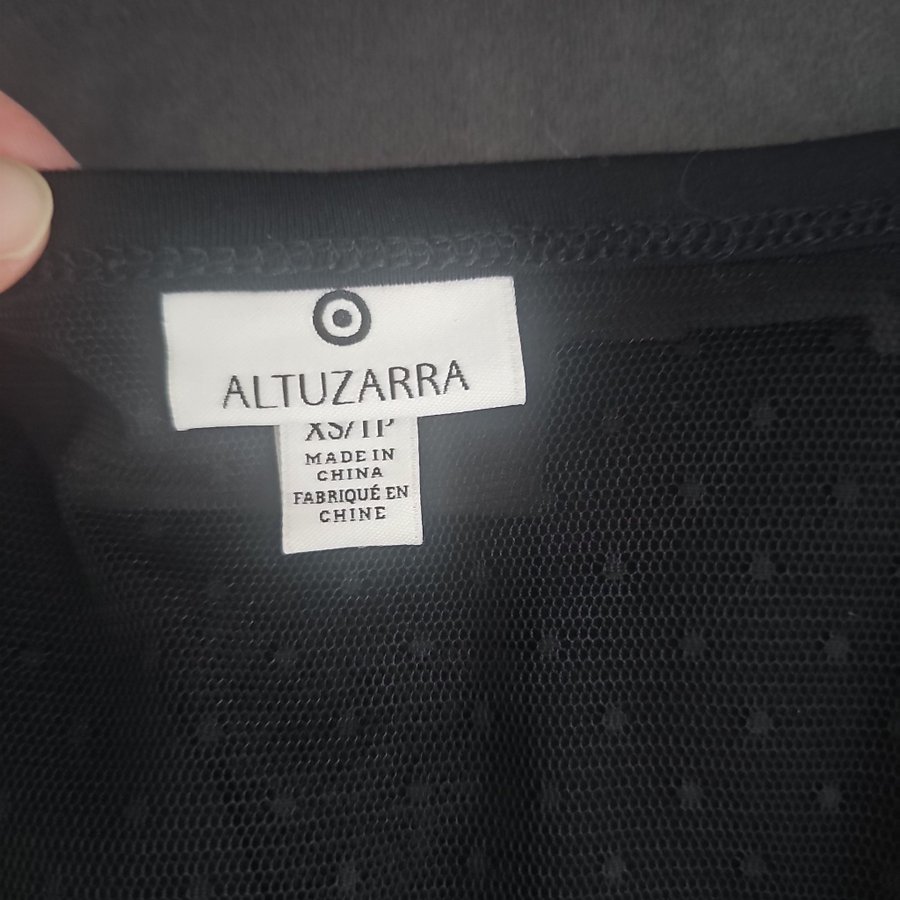 ALTUZARRA
XS/TP
MADE IN
CHINA
FABRIQUÉ EN
CHINE